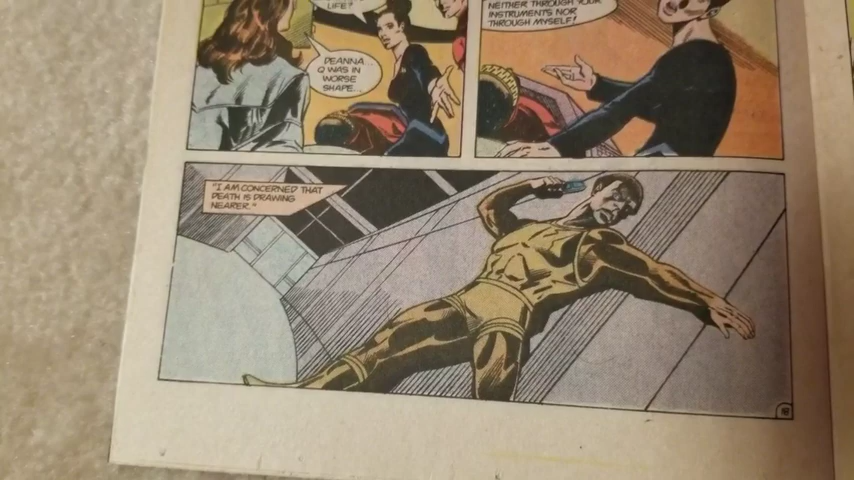 LIFE?
DEANNA...
Q WAS IN
WORSE
SHAPE...
NEITHER THROUGH YOUR
INSTRUMENTS NOR
THROUGH MYSELF!
"I AM CONCERNED THAT
DEATH IS DRAWING
NEARER."